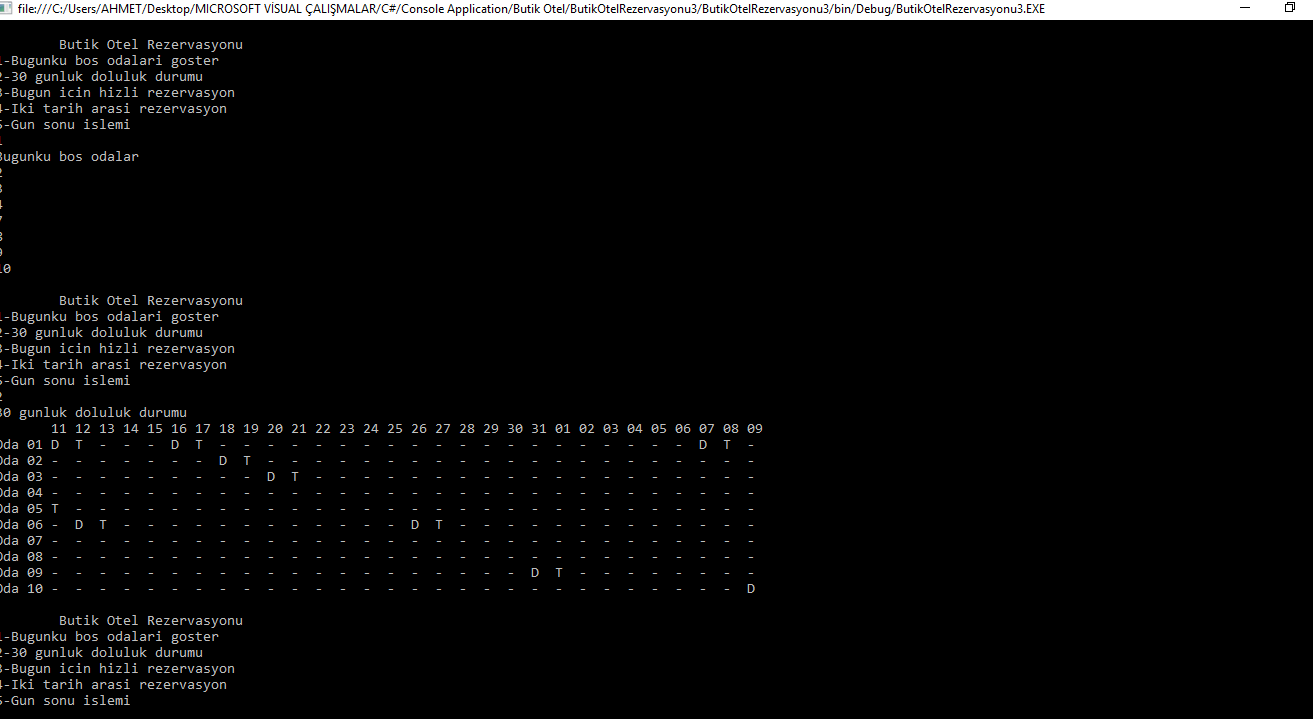 file:///C:/Users/AHMET/Desktop/MICROSOFT VİSUAL ÇALIŞMALAR/C#/Console Application/Butik Otel/ButikOtelRezervasyonu3/ButikOtelRezervasyonu3/bin/Debug/ButikOtelRezervasyonu3.EXE
Butik Otel Rezervasyonu
1-Bugunku bos odalari goster
2-30 gunluk doluluk durumu
3-Bugun icin hizli rezervasyon
4-Iki tarih arasi rezervasyon
5-Gun sonu islemi
1
Bugunku bos odalar
2
3
4
7
8
9
10
Butik Otel Rezervasyonu
1-Bugunku bos odalari goster
2-30 gunluk doluluk durumu
3-Bugun icin hizli rezervasyon
4-Iki tarih arasi rezervasyon
5-Gun sonu islemi
2
30 gunluk doluluk durumu
11 12 13 14 15 16 17 18 19 20 21 22 23 24 25 26 27 28 29 30 31 01 02 03 04 05 06 07 08 09
Oda 01 D T - - - D T - - - - - - - - - - - - - - - - - - - - D T -
Oda 02 - - - - - - - D T - - - - - - - - - - - - - - - - - - - - -
Oda 03 - - - - - - - - - D T - - - - - - - - - - - - - - - - - - -
Oda 04 - - - - - - - - - - - - - - - - - - - - - - - - - - - - - -
Oda 05 T - - - - - - - - - - - - - - - - - - - - - - - - - - - - -
Oda 06 - D T - - - - - - - - - - - - D T - - - - - - - - - - - - -
Oda 07 - - - - - - - - - - - - - - - - - - - - - - - - - - - - - -
Oda 08 - - - - - - - - - - - - - - - - - - - - - - - - - - - - - -
Oda 09 - - - - - - - - - - - - - - - - - - - - D T - - - - - - - -
Oda 10 - - - - - - - - - - - - - - - - - - - - - - - - - - - - - D
Butik Otel Rezervasyonu
1-Bugunku bos odalari goster
2-30 gunluk doluluk durumu
3-Bugun icin hizli rezervasyon
4-Iki tarih arasi rezervasyon
5-Gun sonu islemi